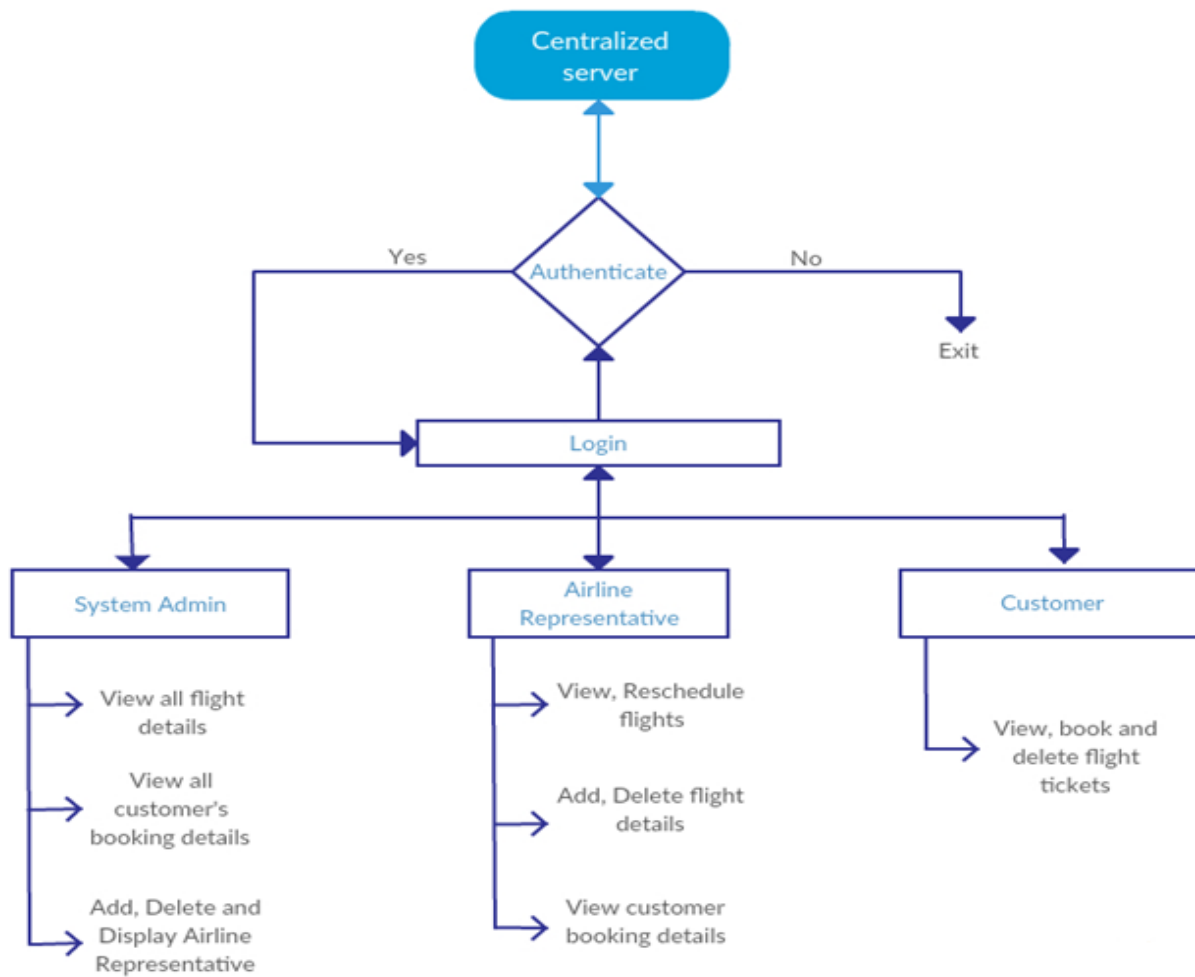 Centralized
server
Yes
Authenticate
No
Exit
Login
System Admin
Airline
Representative
Customer
View all flight
details
View all
customer's
booking details
Add, Delete and
Display Airline
Representative
View, Reschedule
flights
Add, Delete flight
details
View customer
booking details
View, book and
delete flight
tickets